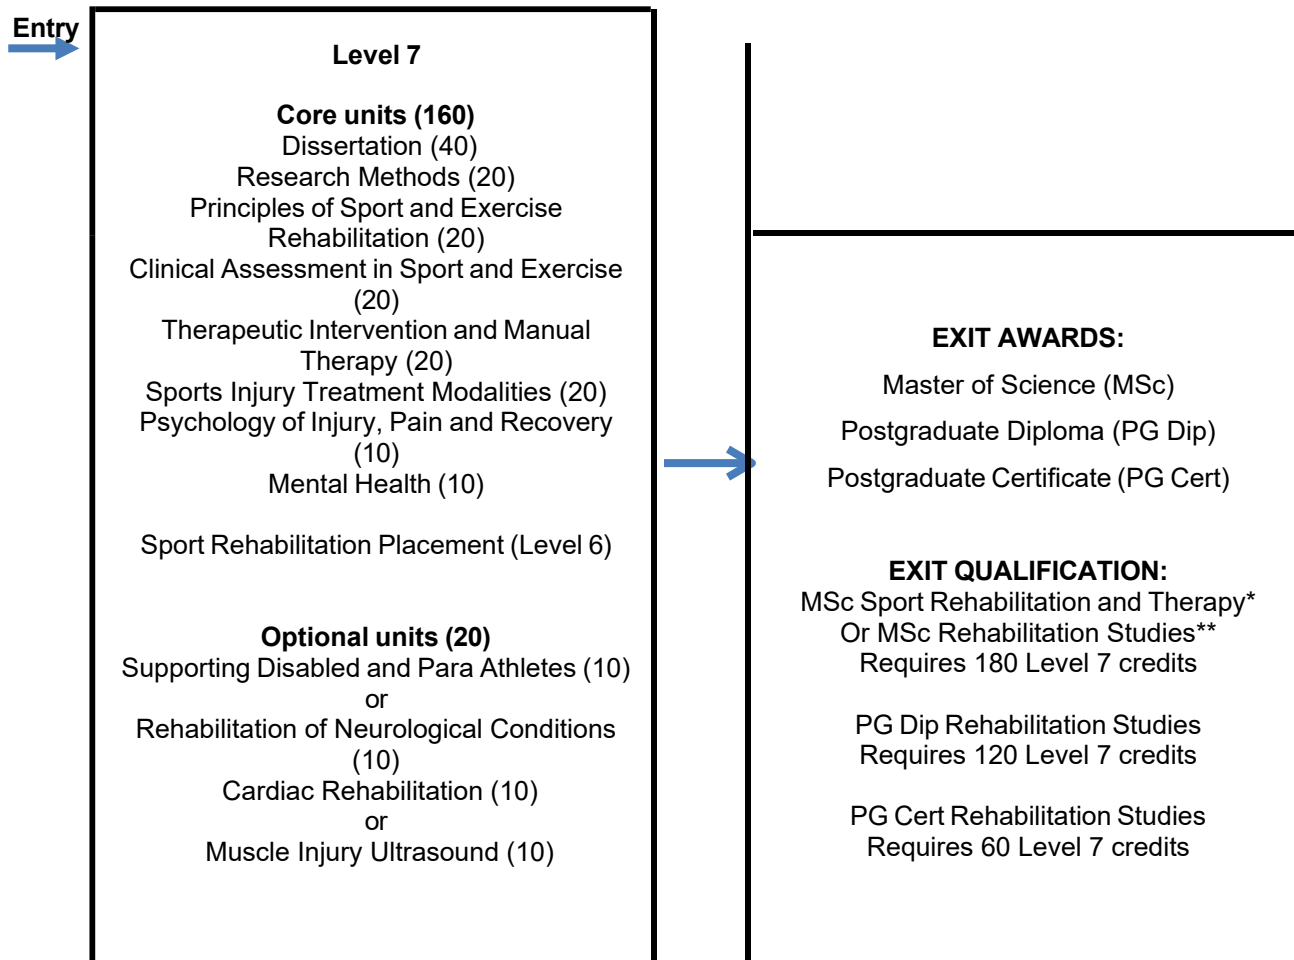 Entry
Level 7
Core units (160)
Dissertation (40)
Research Methods (20)
Principles of Sport and Exercise
Rehabilitation (20)
Clinical Assessment in Sport and Exercise
(20)
Therapeutic Intervention and Manual
Therapy (20)
Sports Injury Treatment Modalities (20)
Psychology of Injury, Pain and Recovery
(10)
Mental Health (10)
Sport Rehabilitation Placement (Level 6)
Optional units (20)
Supporting Disabled and Para Athletes (10)
or
Rehabilitation of Neurological Conditions
(10)
Cardiac Rehabilitation (10)
or
Muscle Injury Ultrasound (10)
EXIT AWARDS:
Master of Science (MSc)
Postgraduate Diploma (PG Dip)
Postgraduate Certificate (PG Cert)
EXIT QUALIFICATION:
MSc Sport Rehabilitation and Therapy*
Or MSc Rehabilitation Studies**
Requires 180 Level 7 credits
PG Dip Rehabilitation Studies
Requires 120 Level 7 credits
PG Cert Rehabilitation Studies
Requires 60 Level 7 credits